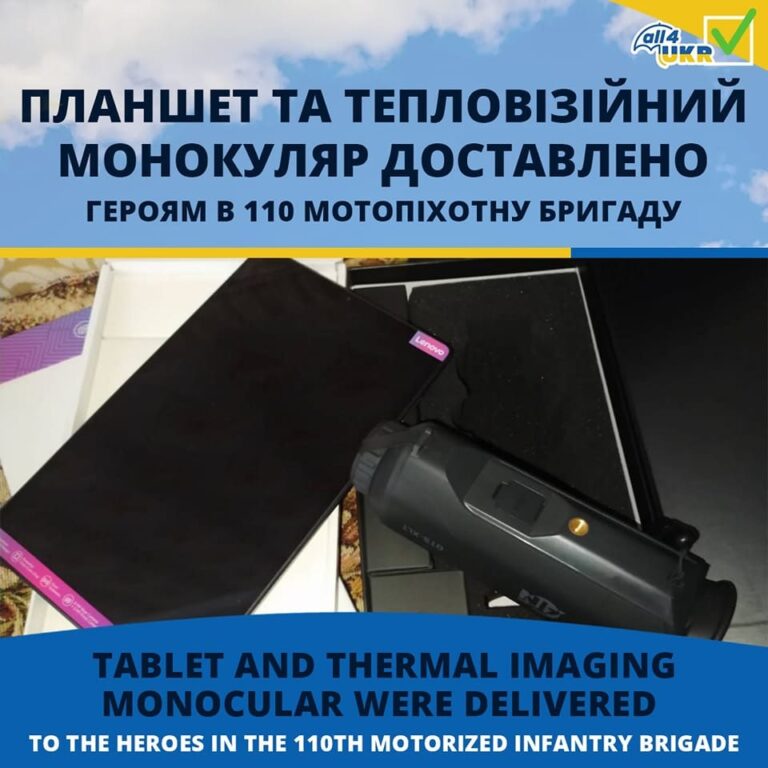 all4
UKR
ПЛАНШЕТ ТА ТЕПЛОВІЗІЙНИЙ
МОНОКУЛЯР ДОСТАВЛЕНО
ГЕРОЯМ В 110 МОТОПІХОТНУ БРИГАДУ
Lenovo
TABLET AND THERMAL IMAGING
MONOCULAR WERE DELIVERED
TO THE HEROES IN THE 110TH MOTORIZED INFANTRY BRIGADE